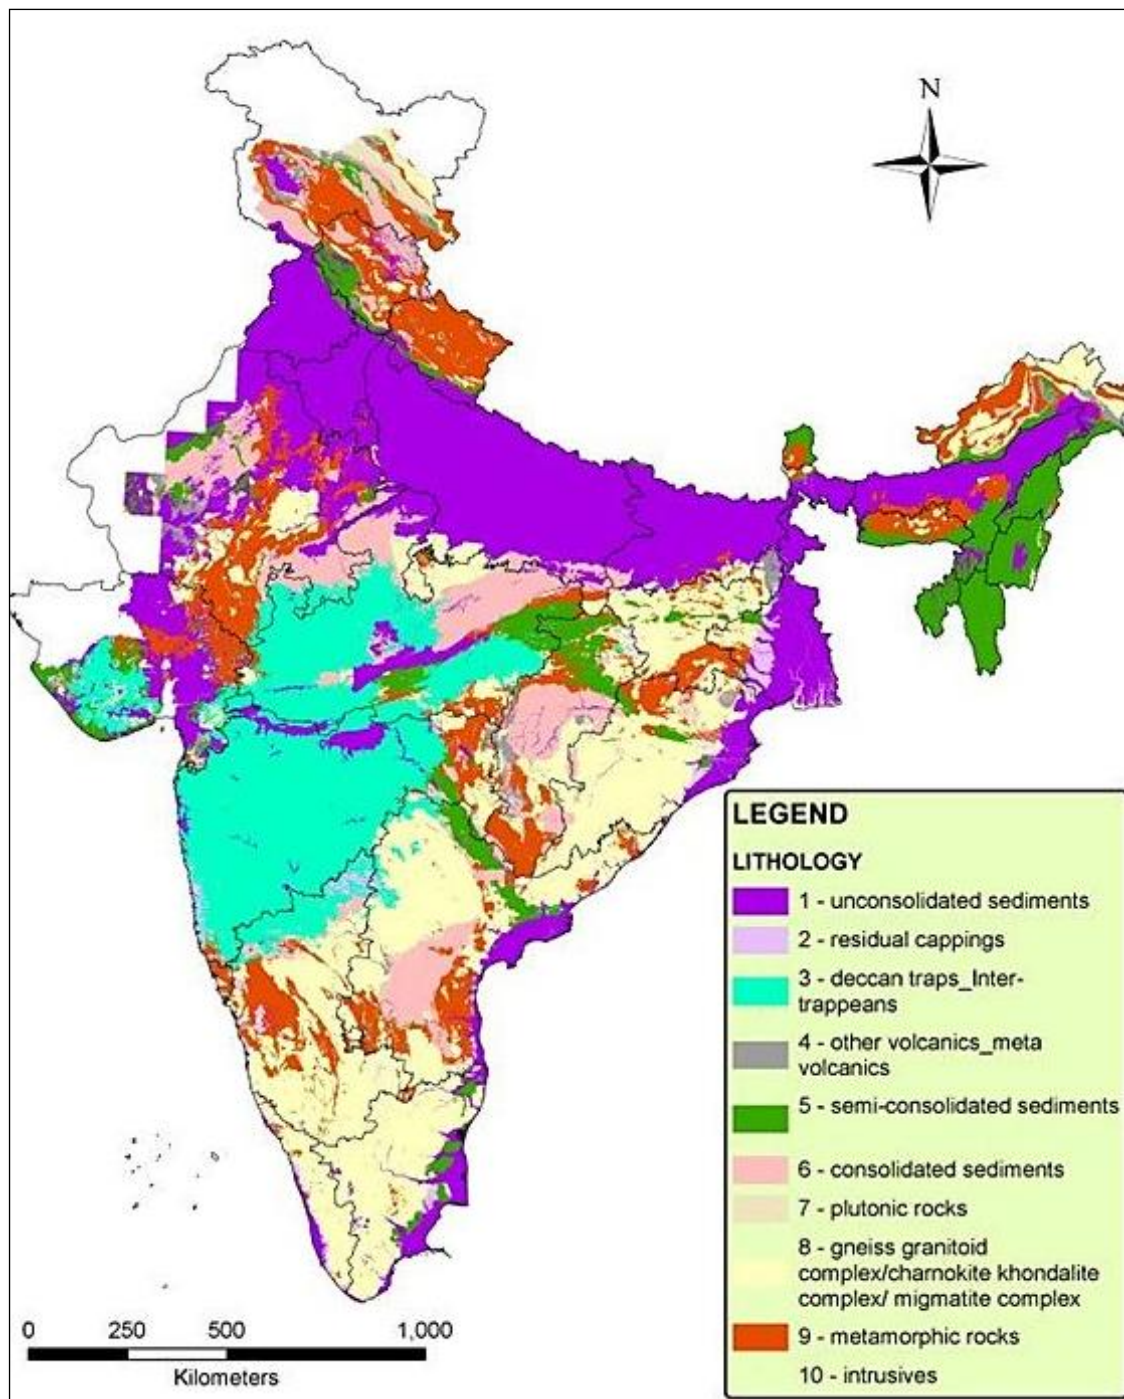 N
LEGEND
LITHOLOGY
1 - unconsolidated sediments
2 - residual cappings
3 - deccan traps_Inter-
trappeans
4 - other volcanics_meta
volcanics
5 - semi-consolidated sediments
6 - consolidated sediments
7 - plutonic rocks
8 - gneiss granitoid
complex/charnokite khondalite
complex/ migmatite complex
9 - metamorphic rocks
10 - intrusives
0 250 500 1,000
Kilometers